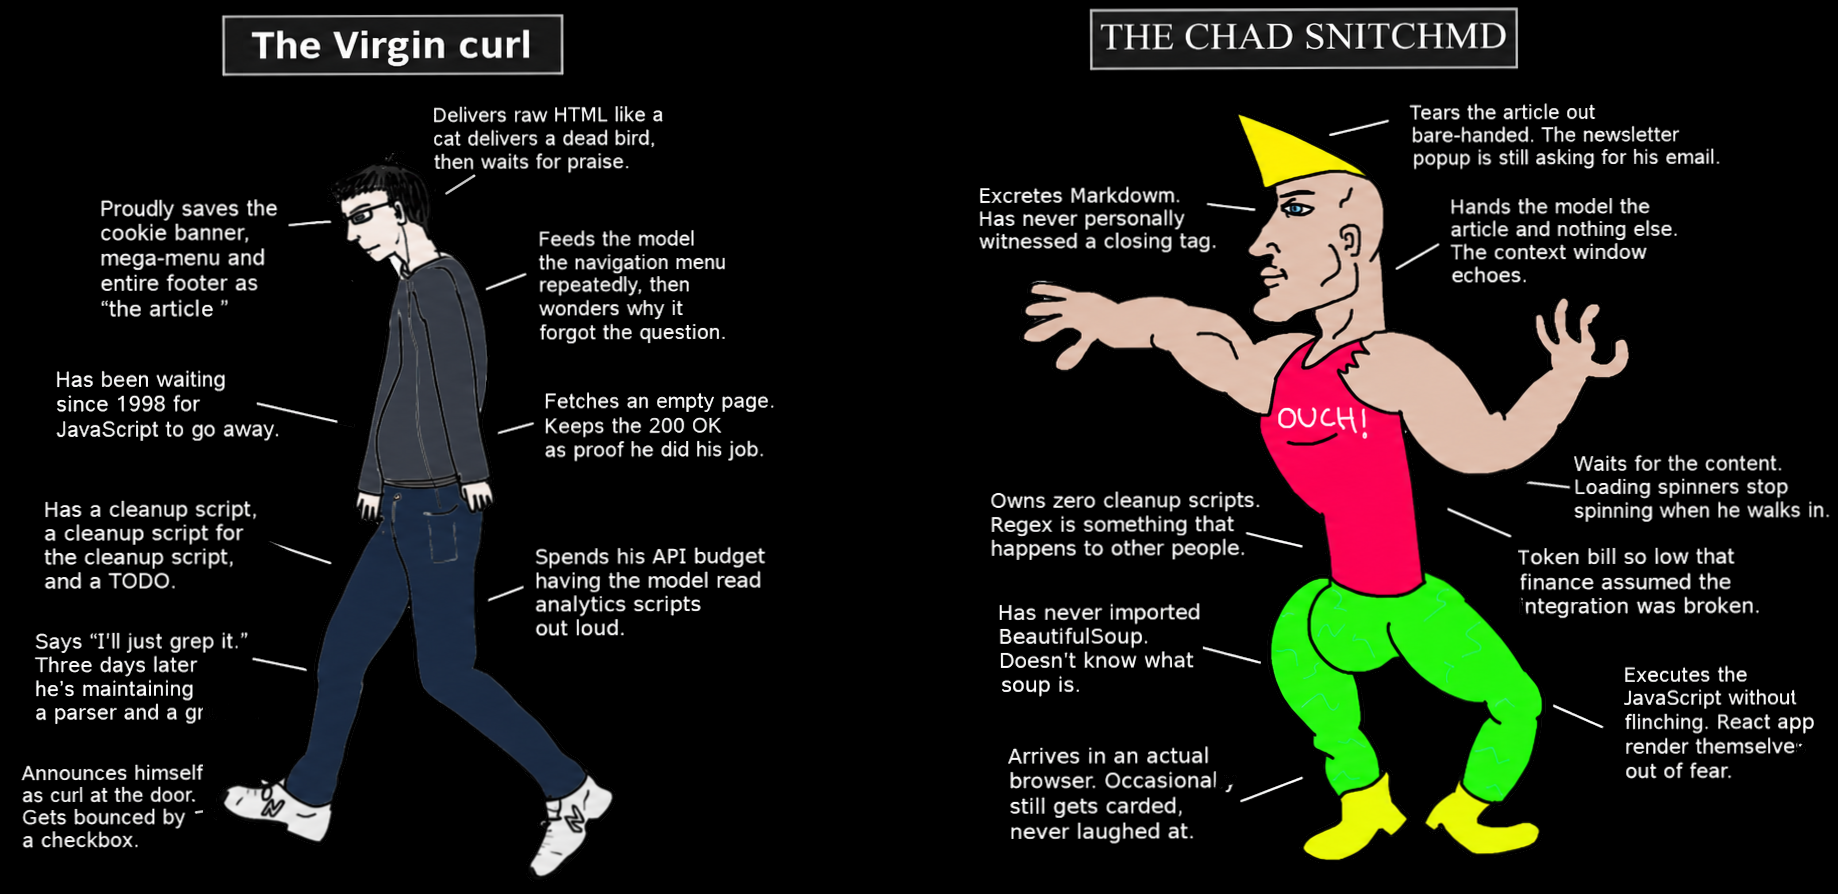 The Virgin curl
Delivers raw HTML like a
cat delivers a dead bird,
then waits for praise.
Proudly saves the
cookie banner,
mega-menu and
entire footer as
“the article ”
Feeds the model
the navigation menu
repeatedly, then
wonders why it
forgot the question.
Has been waiting
since 1998 for
JavaScript to go away.
Fetches an empty page.
Keeps the 200 OK
as proof he did his job.
Has a cleanup script,
a cleanup script for
the cleanup script,
and a TODO.
Spends his API budget
having the model read
analytics scripts
out loud.
Says “I'll just grep it.”
Three days later
he's maintaining
a parser and a gr
Announces himself
as curl at the door.
Gets bounced by
a checkbox.
THE CHAD SNITCHMD
Tears the article out
bare-handed. The newsletter
popup is still asking for his email.
Excretes Markdowm.
Has never personally
witnessed a closing tag.
Hands the model the
article and nothing else.
The context window
echoes.
OUCH!
Waits for the content.
Loading spinners stop
spinning when he walks in.
Owns zero cleanup scripts.
Regex is something that
happens to other people.
Token bill so low that
finance assumed the
integration was broken.
Has never imported
BeautifulSoup.
Doesn't know what
soup is.
Executes the
JavaScript without
flinching. React app
render themselve
out of fear.
Arrives in an actual
browser. Occasional
still gets carded,
never laughed at.